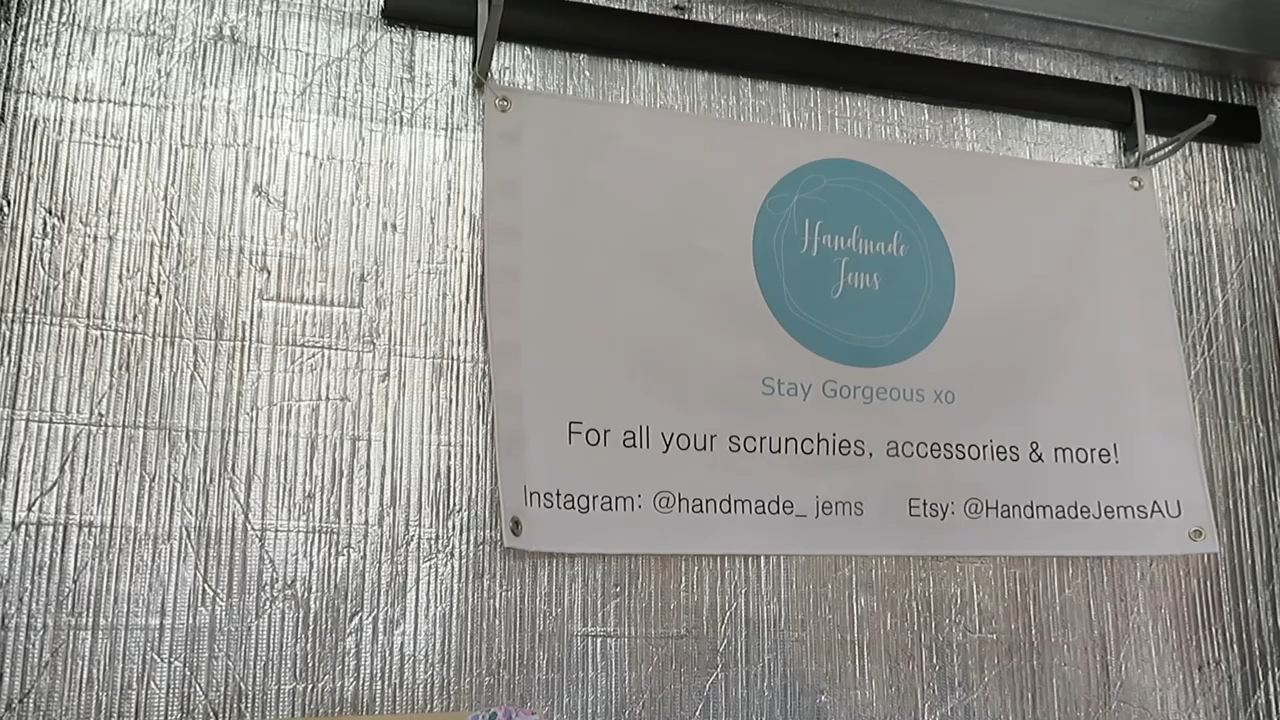 Handmade
Jems
Stay Gorgeous xo
For all your scrunchies, accessories & more!
Instagram: @handmade_ jems Etsy: @HandmadeJemsAU